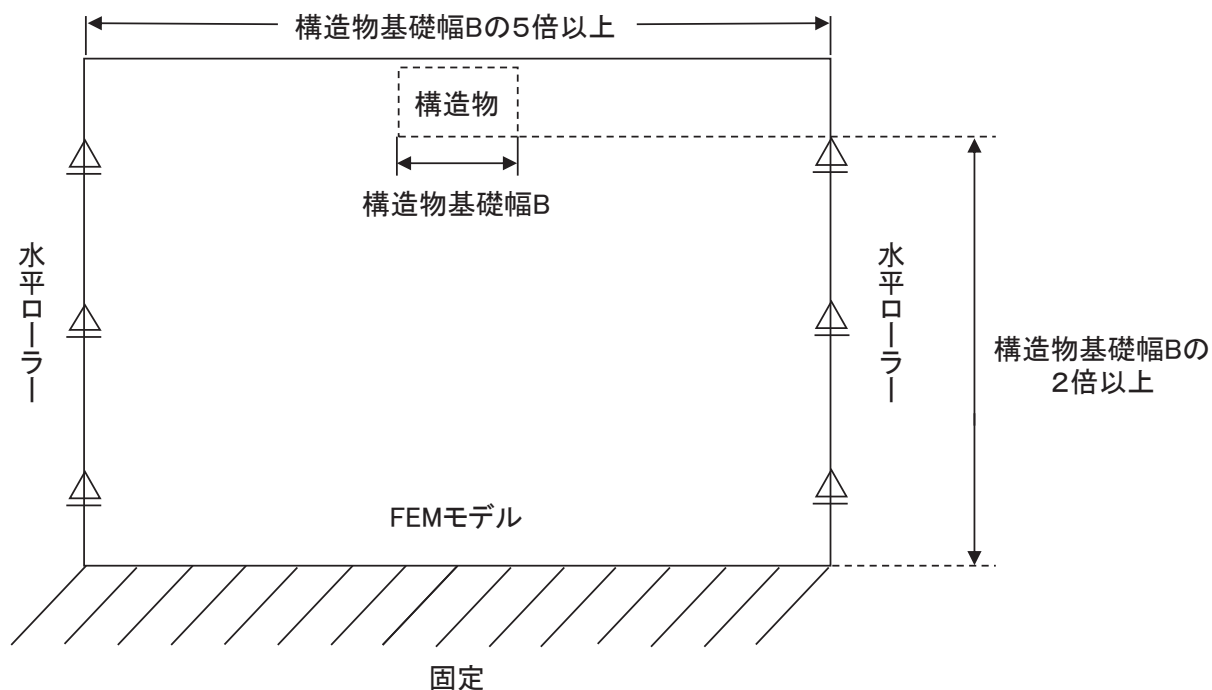 構造物基礎幅Bの５倍以上
構造物
構造物基礎幅B
水平ローラー
水平ローラー
構造物基礎幅Bの
２倍以上
FEMモデル
固定